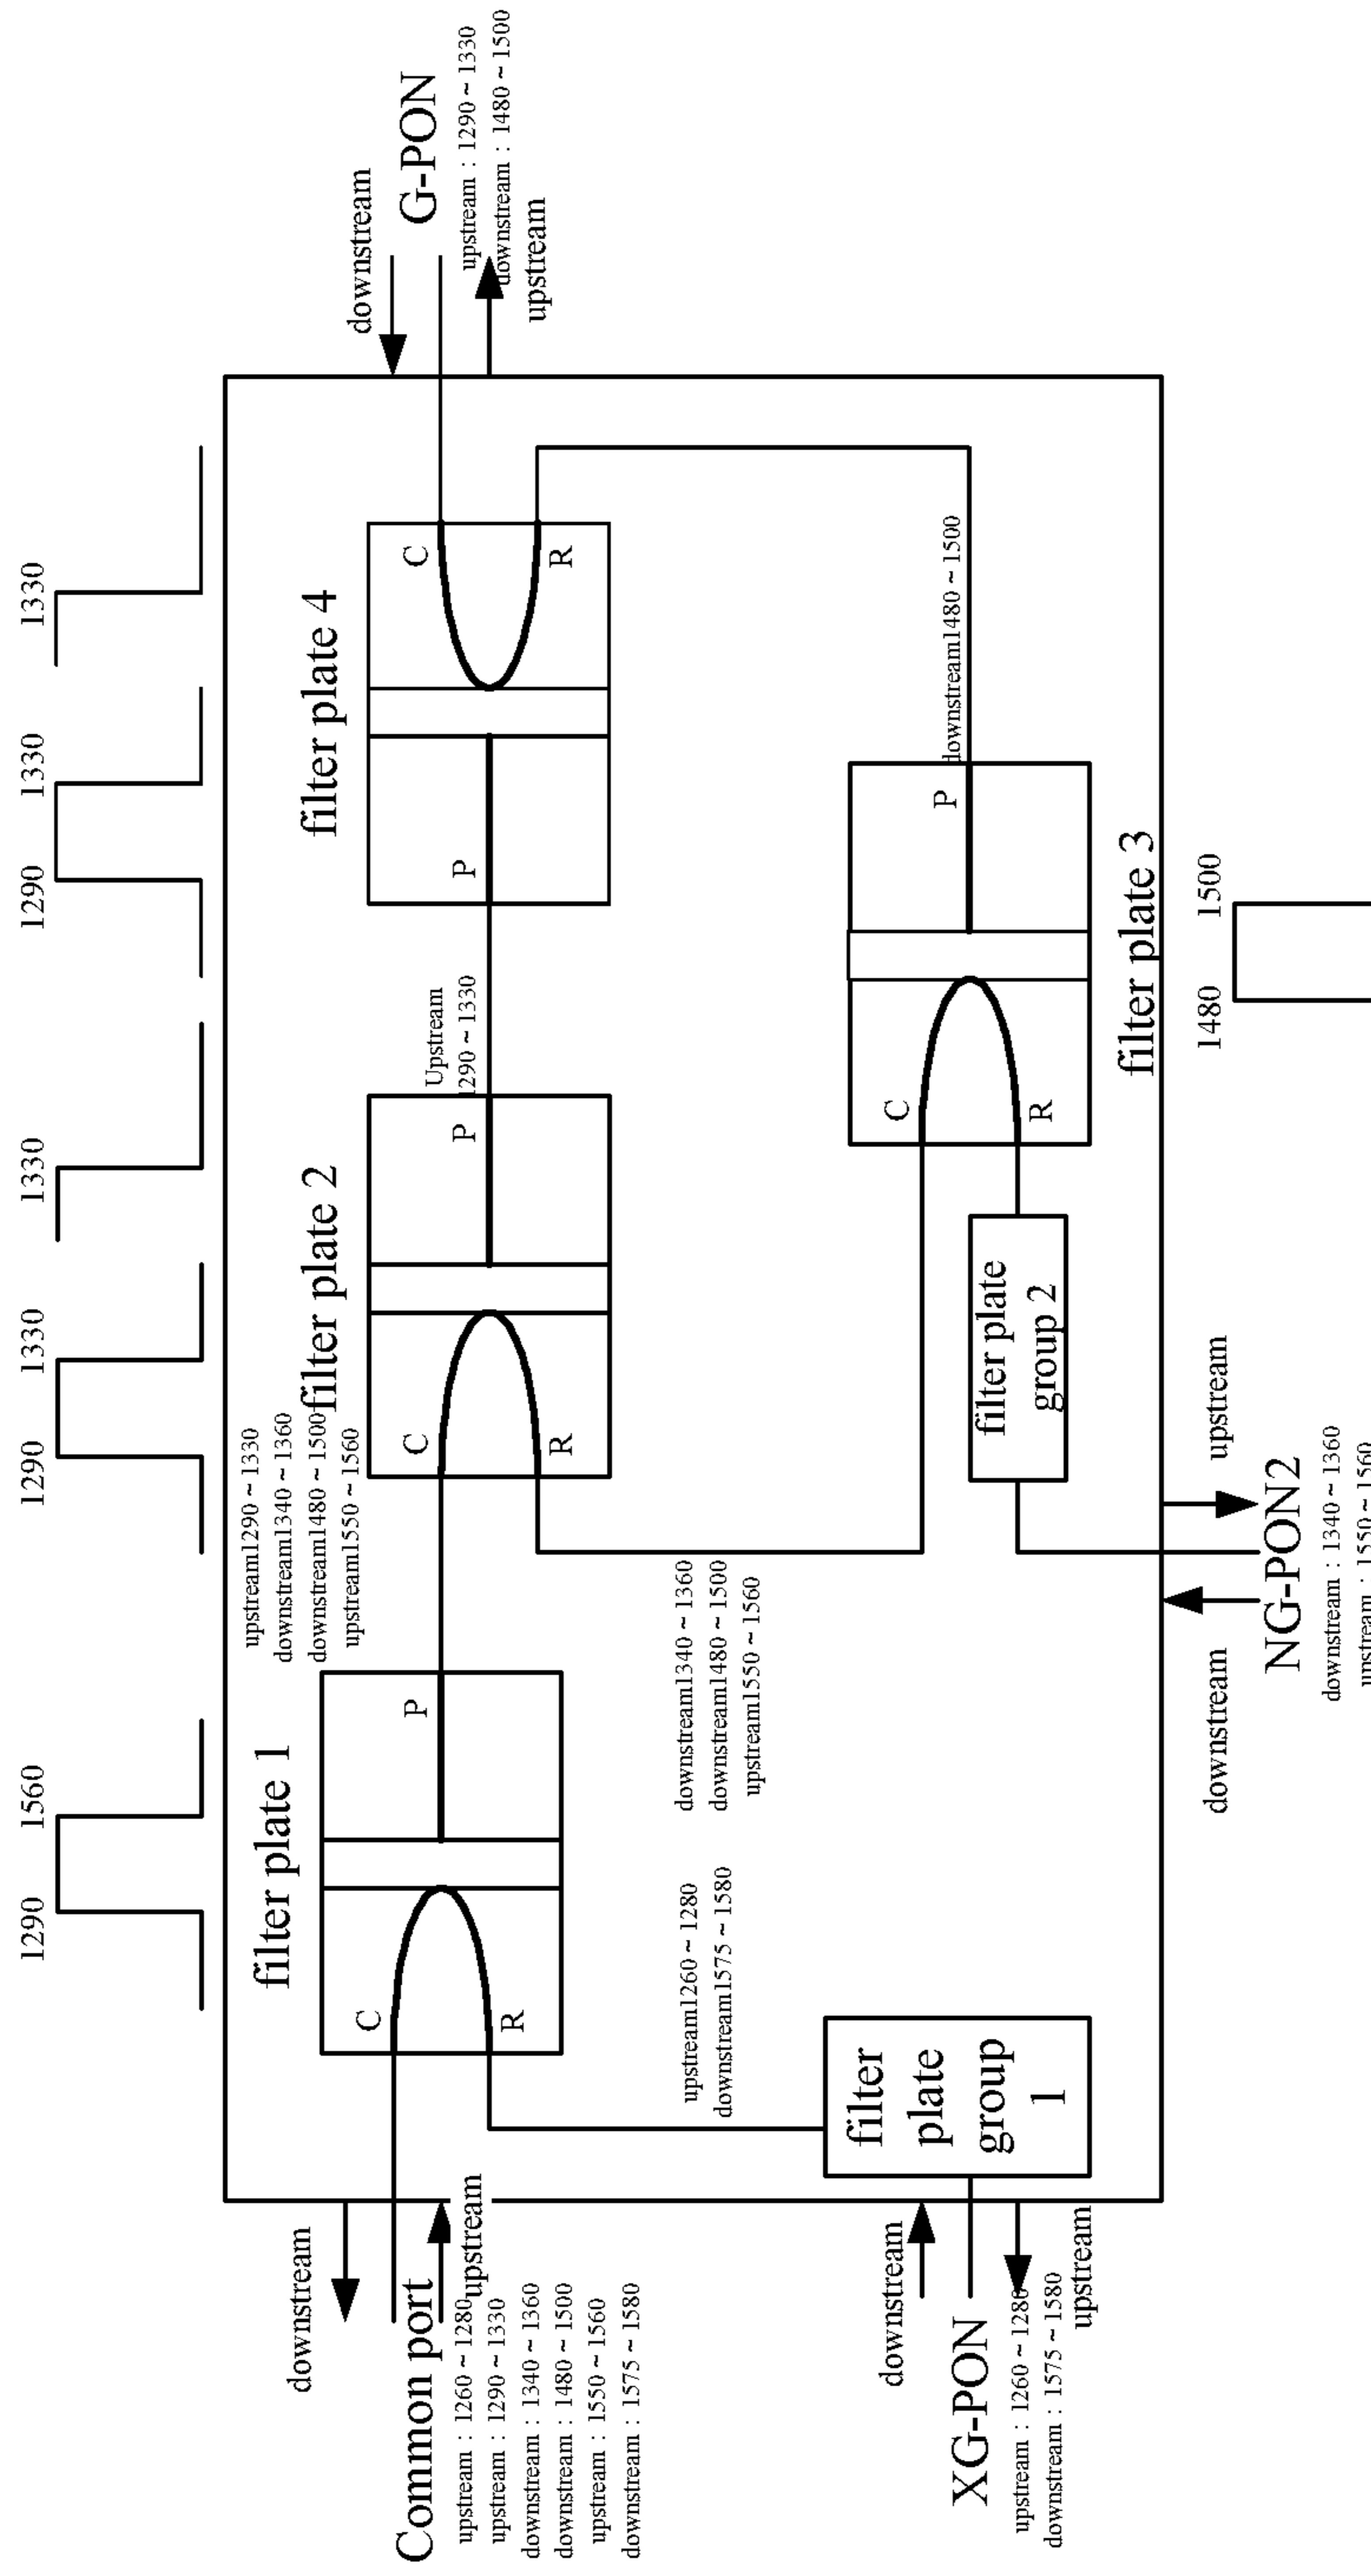 1290
1560
1290
1330
1330
1290
1330
1330
filter plate 1
C
R
P
upstream1290 ~ 1330
downstream1340 ~ 1360
downstream1480 ~ 1500
upstream1550 ~ 1560
filter plate 2
C
R
P
Upstream
1290 ~ 1330
filter plate 4
P
C
R
downstream
G-PON
upstream : 1290 ~ 1330
downstream : 1480 ~ 1500
upstream
downstream
Common port
upstream
upstream : 1260 ~ 1280
upstream : 1290 ~ 1330
downstream : 1340 ~ 1360
downstream : 1480 ~ 1500
upstream : 1550 ~ 1560
downstream : 1575 ~ 1580
upstream1260 ~ 1280
downstream1575 ~ 1580
downstream1340 ~ 1360
downstream1480 ~ 1500
upstream1550 ~ 1560
filter
plate
group
1
downstream
XG-PON
upstream : 1260 ~ 1280
downstream : 1575 ~ 1580
upstream
C
R
P
downstream1480 ~ 1500
filter plate
group 2
filter plate 3
1480
1500
downstream
upstream
NG-PON2
downstream : 1340 ~ 1360
upstream : 1550 ~ 1560